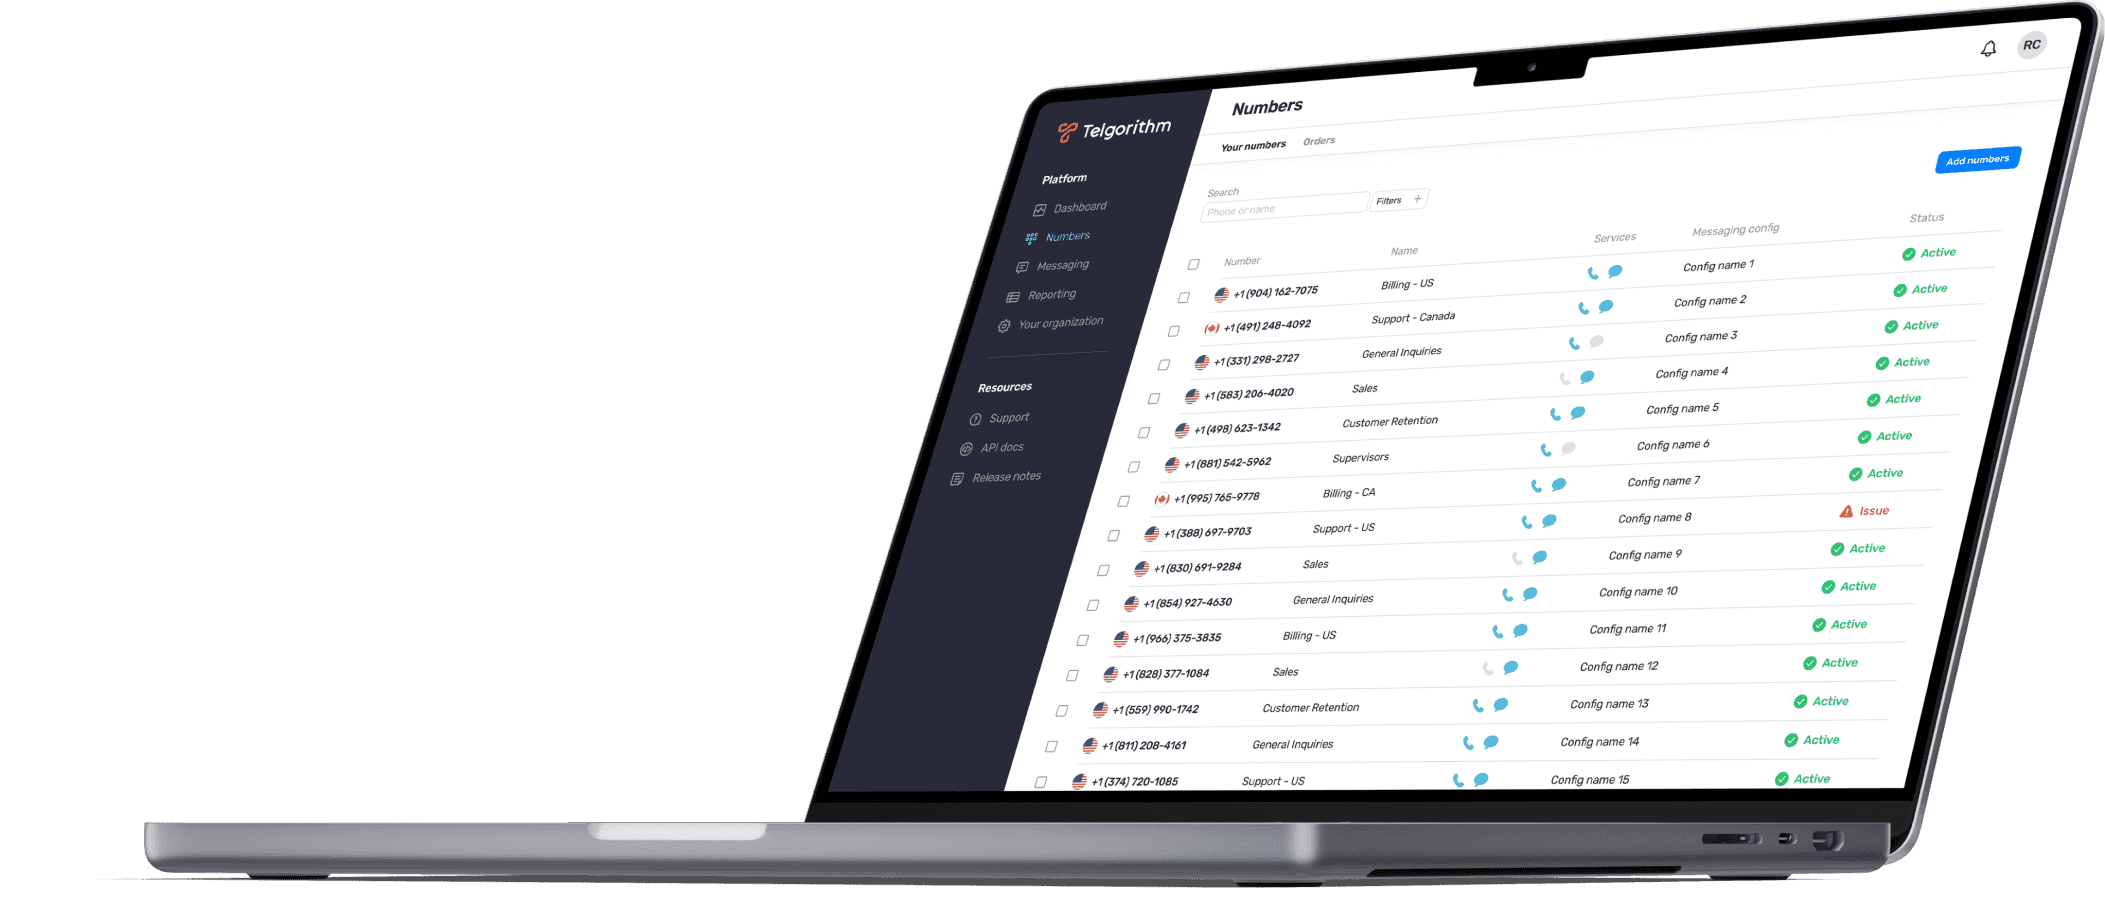 RC
Telgorithm
Numbers
Your numbers Orders
Add numbers
Platform
Dashboard
Numbers
Messaging
Reporting
Your organization
Resources
Support
API docs
Release notes
Search
Phone or name
Filters +
Number Name Services Messaging config Status
+1 (904) 162-7075 Billing - US Config name 1 Active
+1 (491) 248-4092 Support - Canada Config name 2 Active
+1 (331) 298-2727 General Inquiries Config name 3 Active
+1 (583) 206-4020 Sales Config name 4 Active
+1 (498) 623-1342 Customer Retention Config name 5 Active
+1 (881) 542-5962 Supervisors Config name 6 Active
+1 (995) 765-9778 Billing - CA Config name 7 Active
+1 (388) 697-9703 Support - US Config name 8 Issue
+1 (830) 691-9284 Sales Config name 9 Active
+1 (854) 927-4630 General Inquiries Config name 10 Active
+1 (966) 375-3835 Billing - US Config name 11 Active
+1 (828) 377-1084 Sales Config name 12 Active
+1 (559) 990-1742 Customer Retention Config name 13 Active
+1 (811) 208-4161 General Inquiries Config name 14 Active
+1 (374) 720-1085 Support - US Config name 15 Active